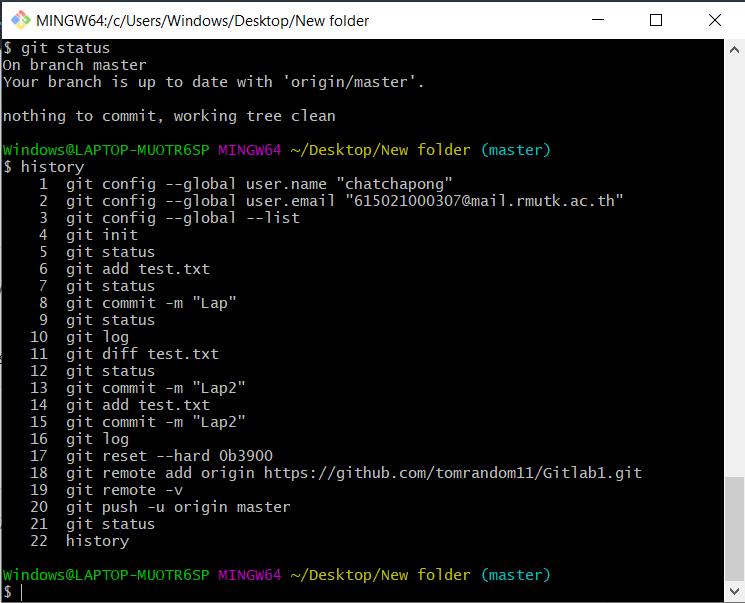 MINGW64:/c/Users/Windows/Desktop/New folder
$ git status
On branch master
Your branch is up to date with 'origin/master'.
nothing to commit, working tree clean
Windows@LAPTOP-MUOTR6SP MINGW64 ~/Desktop/New folder (master)
$ history
1 git config --global user.name "chatchapong"
2 git config --global user.email "615021000307@mail.rmutk.ac.th"
3 git config --global --list
4 git init
5 git status
6 git add test.txt
7 git status
8 git commit -m "Lap"
9 git status
10 git log
11 git diff test.txt
12 git status
13 git commit -m "Lap2"
14 git add test.txt
15 git commit -m "Lap2"
16 git log
17 git reset --hard 0b3900
18 git remote add origin https://github.com/tomrandom11/Gitlab1.git
19 git remote -v
20 git push -u origin master
21 git status
22 history
Windows@LAPTOP-MUOTR6SP MINGW64 ~/Desktop/New folder (master)
$